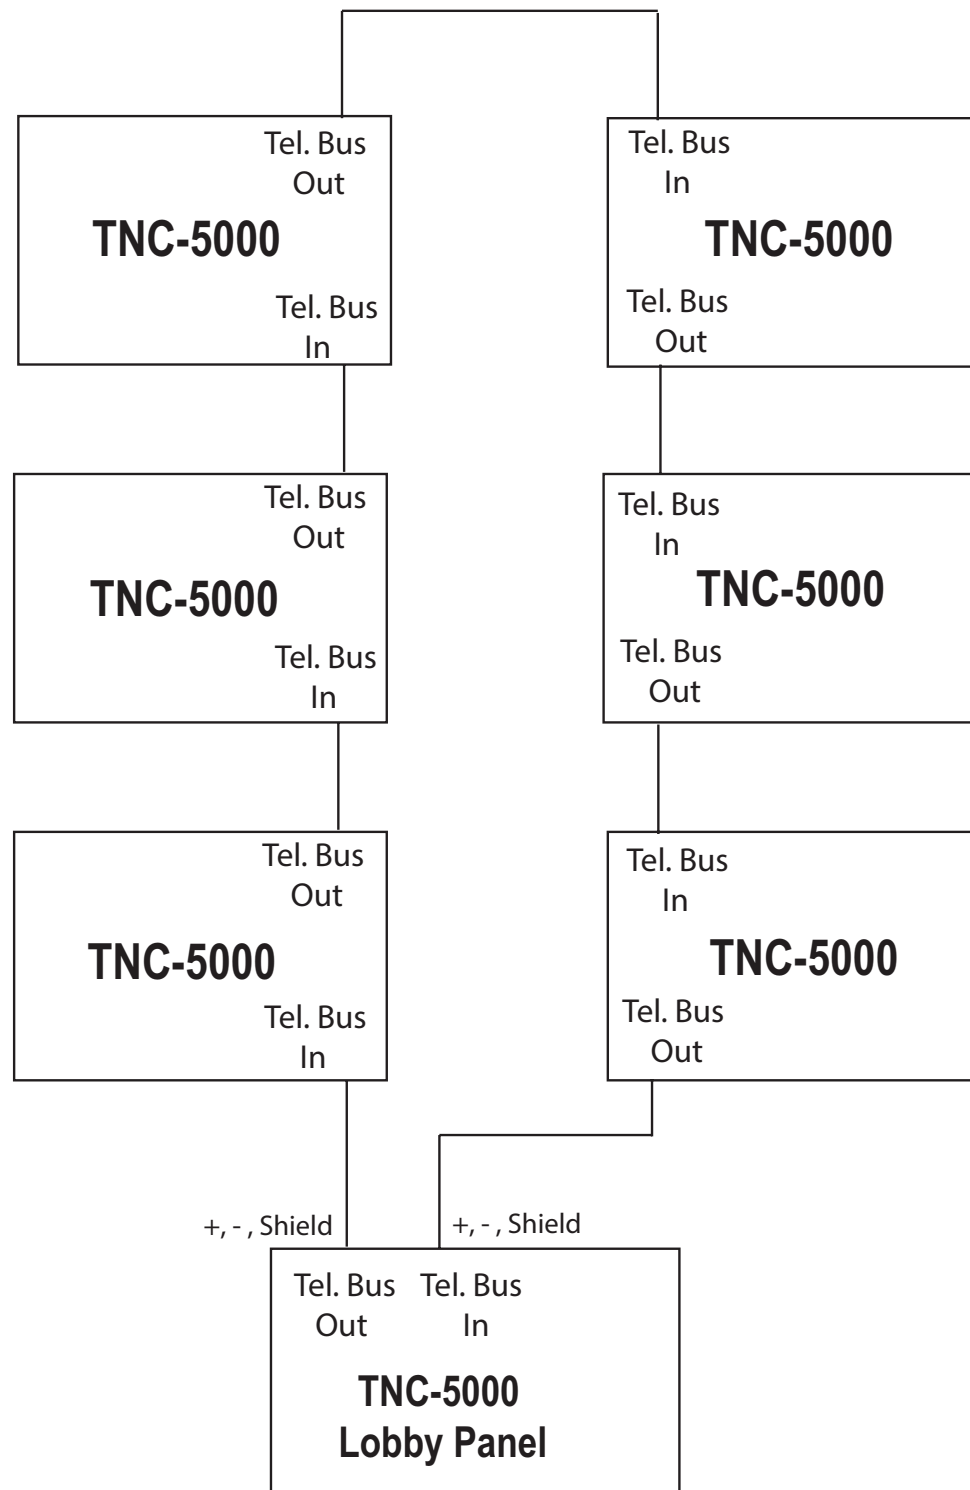 Tel. Bus
Out
TNC-5000
Tel. Bus
In
Tel. Bus
In
TNC-5000
Tel. Bus
Out
Tel. Bus
Out
TNC-5000
Tel. Bus
In
Tel. Bus
In
TNC-5000
Tel. Bus
Out
Tel. Bus
Out
TNC-5000
Tel. Bus
In
Tel. Bus
In
TNC-5000
Tel. Bus
Out
+, - , Shield
+, - , Shield
Tel. Bus
Out
Tel. Bus
In
TNC-5000
Lobby Panel